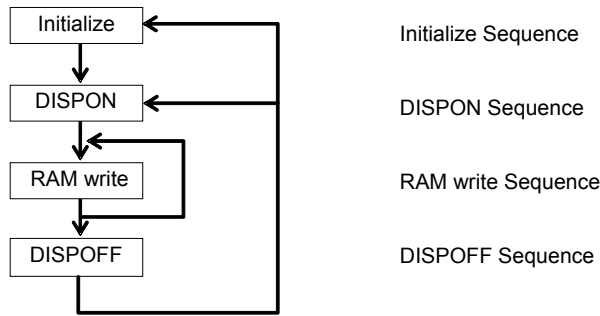 Initialize
Initialize Sequence
DISPON
DISPON Sequence
RAM write
RAM write Sequence
DISPOFF
DISPOFF Sequence